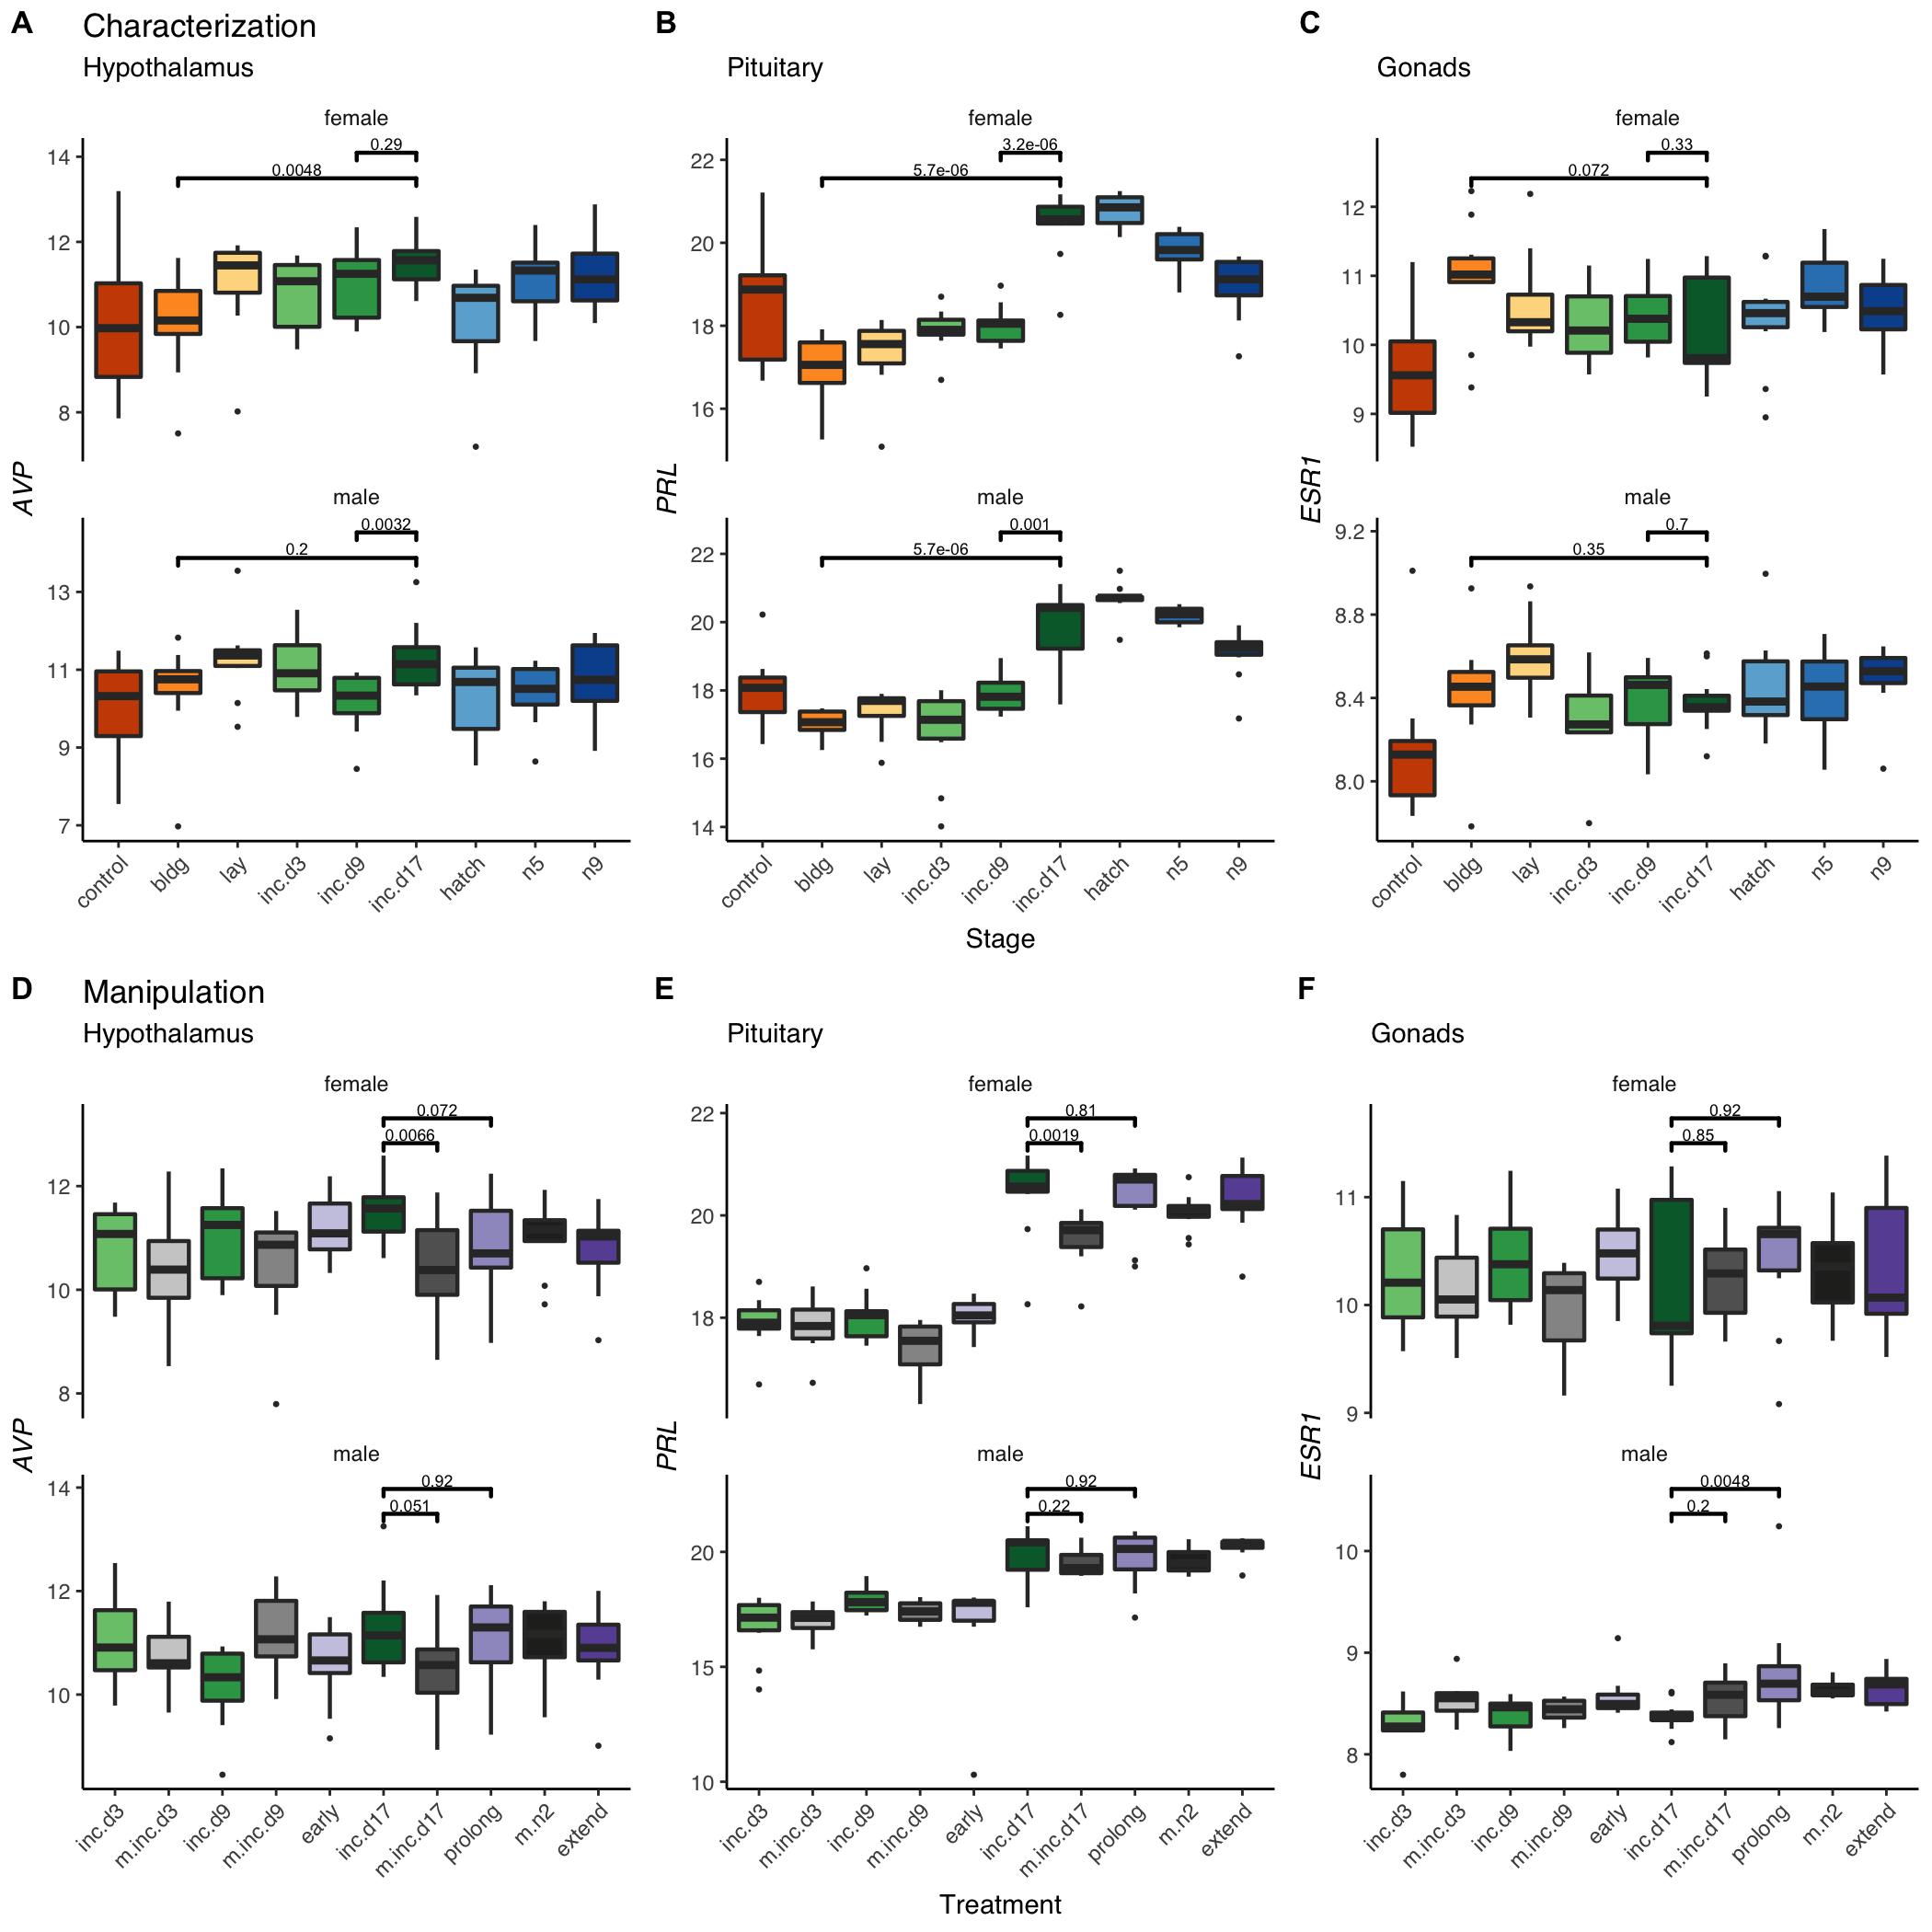 A Characterization
Hypothalamus
female
0.29
0.0048
14
12
10
8
AVP
male
0.0032
0.2
13
11
9
7
control
bldg
lay
inc.d3
inc.d9
inc.d17
hatch
n5
n9
B
Pituitary
female
3.2e-06
5.7e-06
22
20
18
16
PRL
male
0.001
5.7e-06
22
20
18
16
14
control
bldg
lay
inc.d3
inc.d9
inc.d17
hatch
n5
n9
Stage
C
Gonads
female
0.33
0.072
12
11
10
9
ESR1
male
0.7
0.35
9.2
8.8
8.4
8.0
control
bldg
lay
inc.d3
inc.d9
inc.d17
hatch
n5
n9
D Manipulation
Hypothalamus
female
0.072
0.0066
12
10
8
AVP
male
0.92
0.051
14
12
10
inc.d3
m.inc.d3
inc.d9
m.inc.d9
early
inc.d17
m.inc.d17
prolong
m.n2
extend
E
Pituitary
female
0.81
0.0019
22
20
18
PRL
male
0.92
0.22
20
15
10
inc.d3
m.inc.d3
inc.d9
m.inc.d9
early
inc.d17
m.inc.d17
prolong
m.n2
extend
Treatment
F
Gonads
female
0.92
0.85
11
10
9
ESR1
male
0.0048
0.2
10
9
8
inc.d3
m.inc.d3
inc.d9
m.inc.d9
early
inc.d17
m.inc.d17
prolong
m.n2
extend